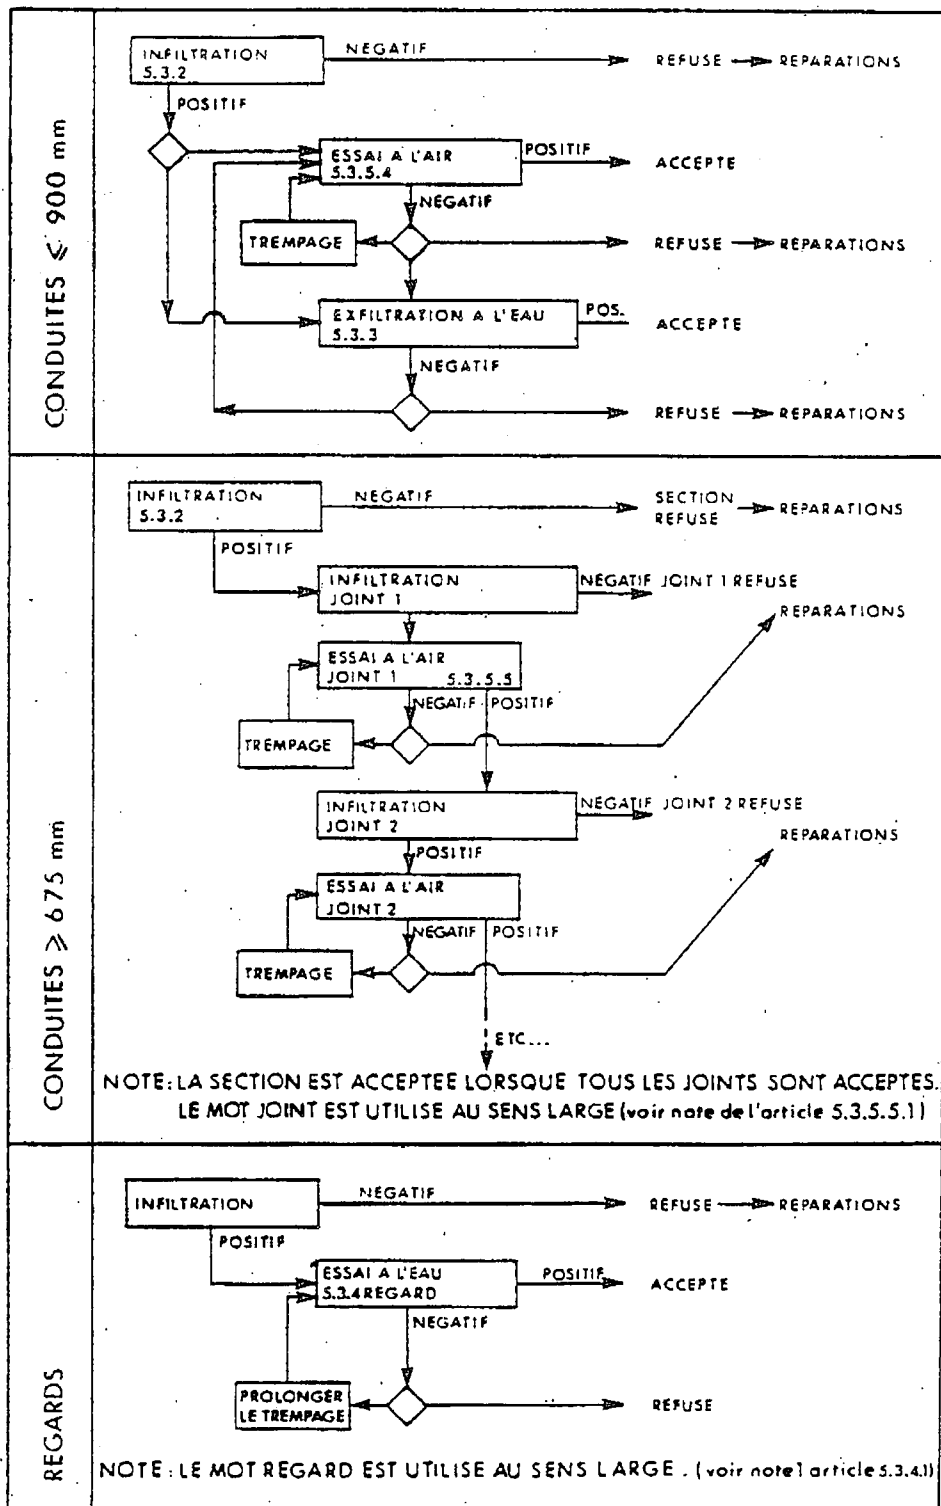 CONDUITES ⩽ 900 mm
INFILTRATION
5.3.2
NEGATIF
REFUSE
REPARATIONS
POSITIF
ESSAI A L'AIR
5.3.5.4
POSITIF
ACCEPTE
NEGATIF
TREMPAGE
REFUSE
REPARATIONS
EXFILTRATION A L'EAU
5.3.3
POS.
ACCEPTE
NEGATIF
REFUSE
REPARATIONS
CONDUITES ⩾ 675 mm
INFILTRATION
5.3.2
NEGATIF
SECTION
REFUSE
REPARATIONS
POSITIF
INFILTRATION
JOINT 1
NEGATIF JOINT 1 REFUSE
REPARATIONS
ESSAI A L'AIR
JOINT 1 5.3.5.5
NEGATIF POSITIF
TREMPAGE
INFILTRATION
JOINT 2
NEGATIF JOINT 2 REFUSE
REPARATIONS
POSITIF
ESSAI A L'AIR
JOINT 2
NEGATIF POSITIF
TREMPAGE
ETC...
NOTE: LA SECTION EST ACCEPTEE LORSQUE TOUS LES JOINTS SONT ACCEPTES.
LE MOT JOINT EST UTILISE AU SENS LARGE (voir note de l'article 5.3.5.5.1)
REGARDS
INFILTRATION
NEGATIF
REFUSE
REPARATIONS
POSITIF
ESSAI A L'EAU
5.3.4 REGARD
POSITIF
ACCEPTE
NEGATIF
PROLONGER
LE TREMPAGE
REFUSE
NOTE: LE MOT REGARD EST UTILISE AU SENS LARGE. (voir note 1 article 5.3.4.1)